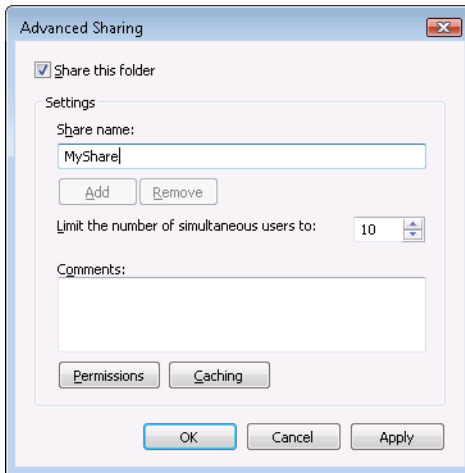 Advanced Sharing
Share this folder
Settings
Share name:
MyShare
Add Remove
Limit the number of simultaneous users to: 10
Comments:
Permissions Caching
OK Cancel Apply